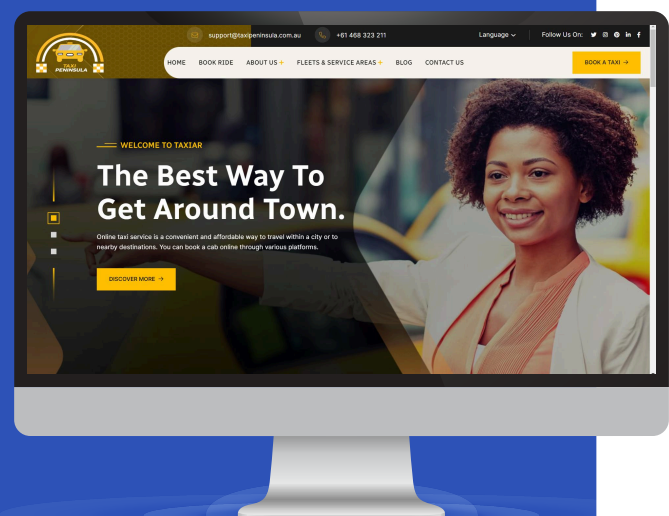 support@taxipeninsula.com.au
+61 468 323 211
Language
Follow Us On:
TAXI
PENINSULA
HOME
BOOK RIDE
ABOUT US +
FLEETS & SERVICE AREAS +
BLOG
CONTACT US
BOOK A TAXI →
WELCOME TO TAXIAR
The Best Way To
Get Around Town.
Online taxi service is a convenient and affordable way to travel within a city or to
nearby destinations. You can book a cab online through various platforms.
DISCOVER MORE →